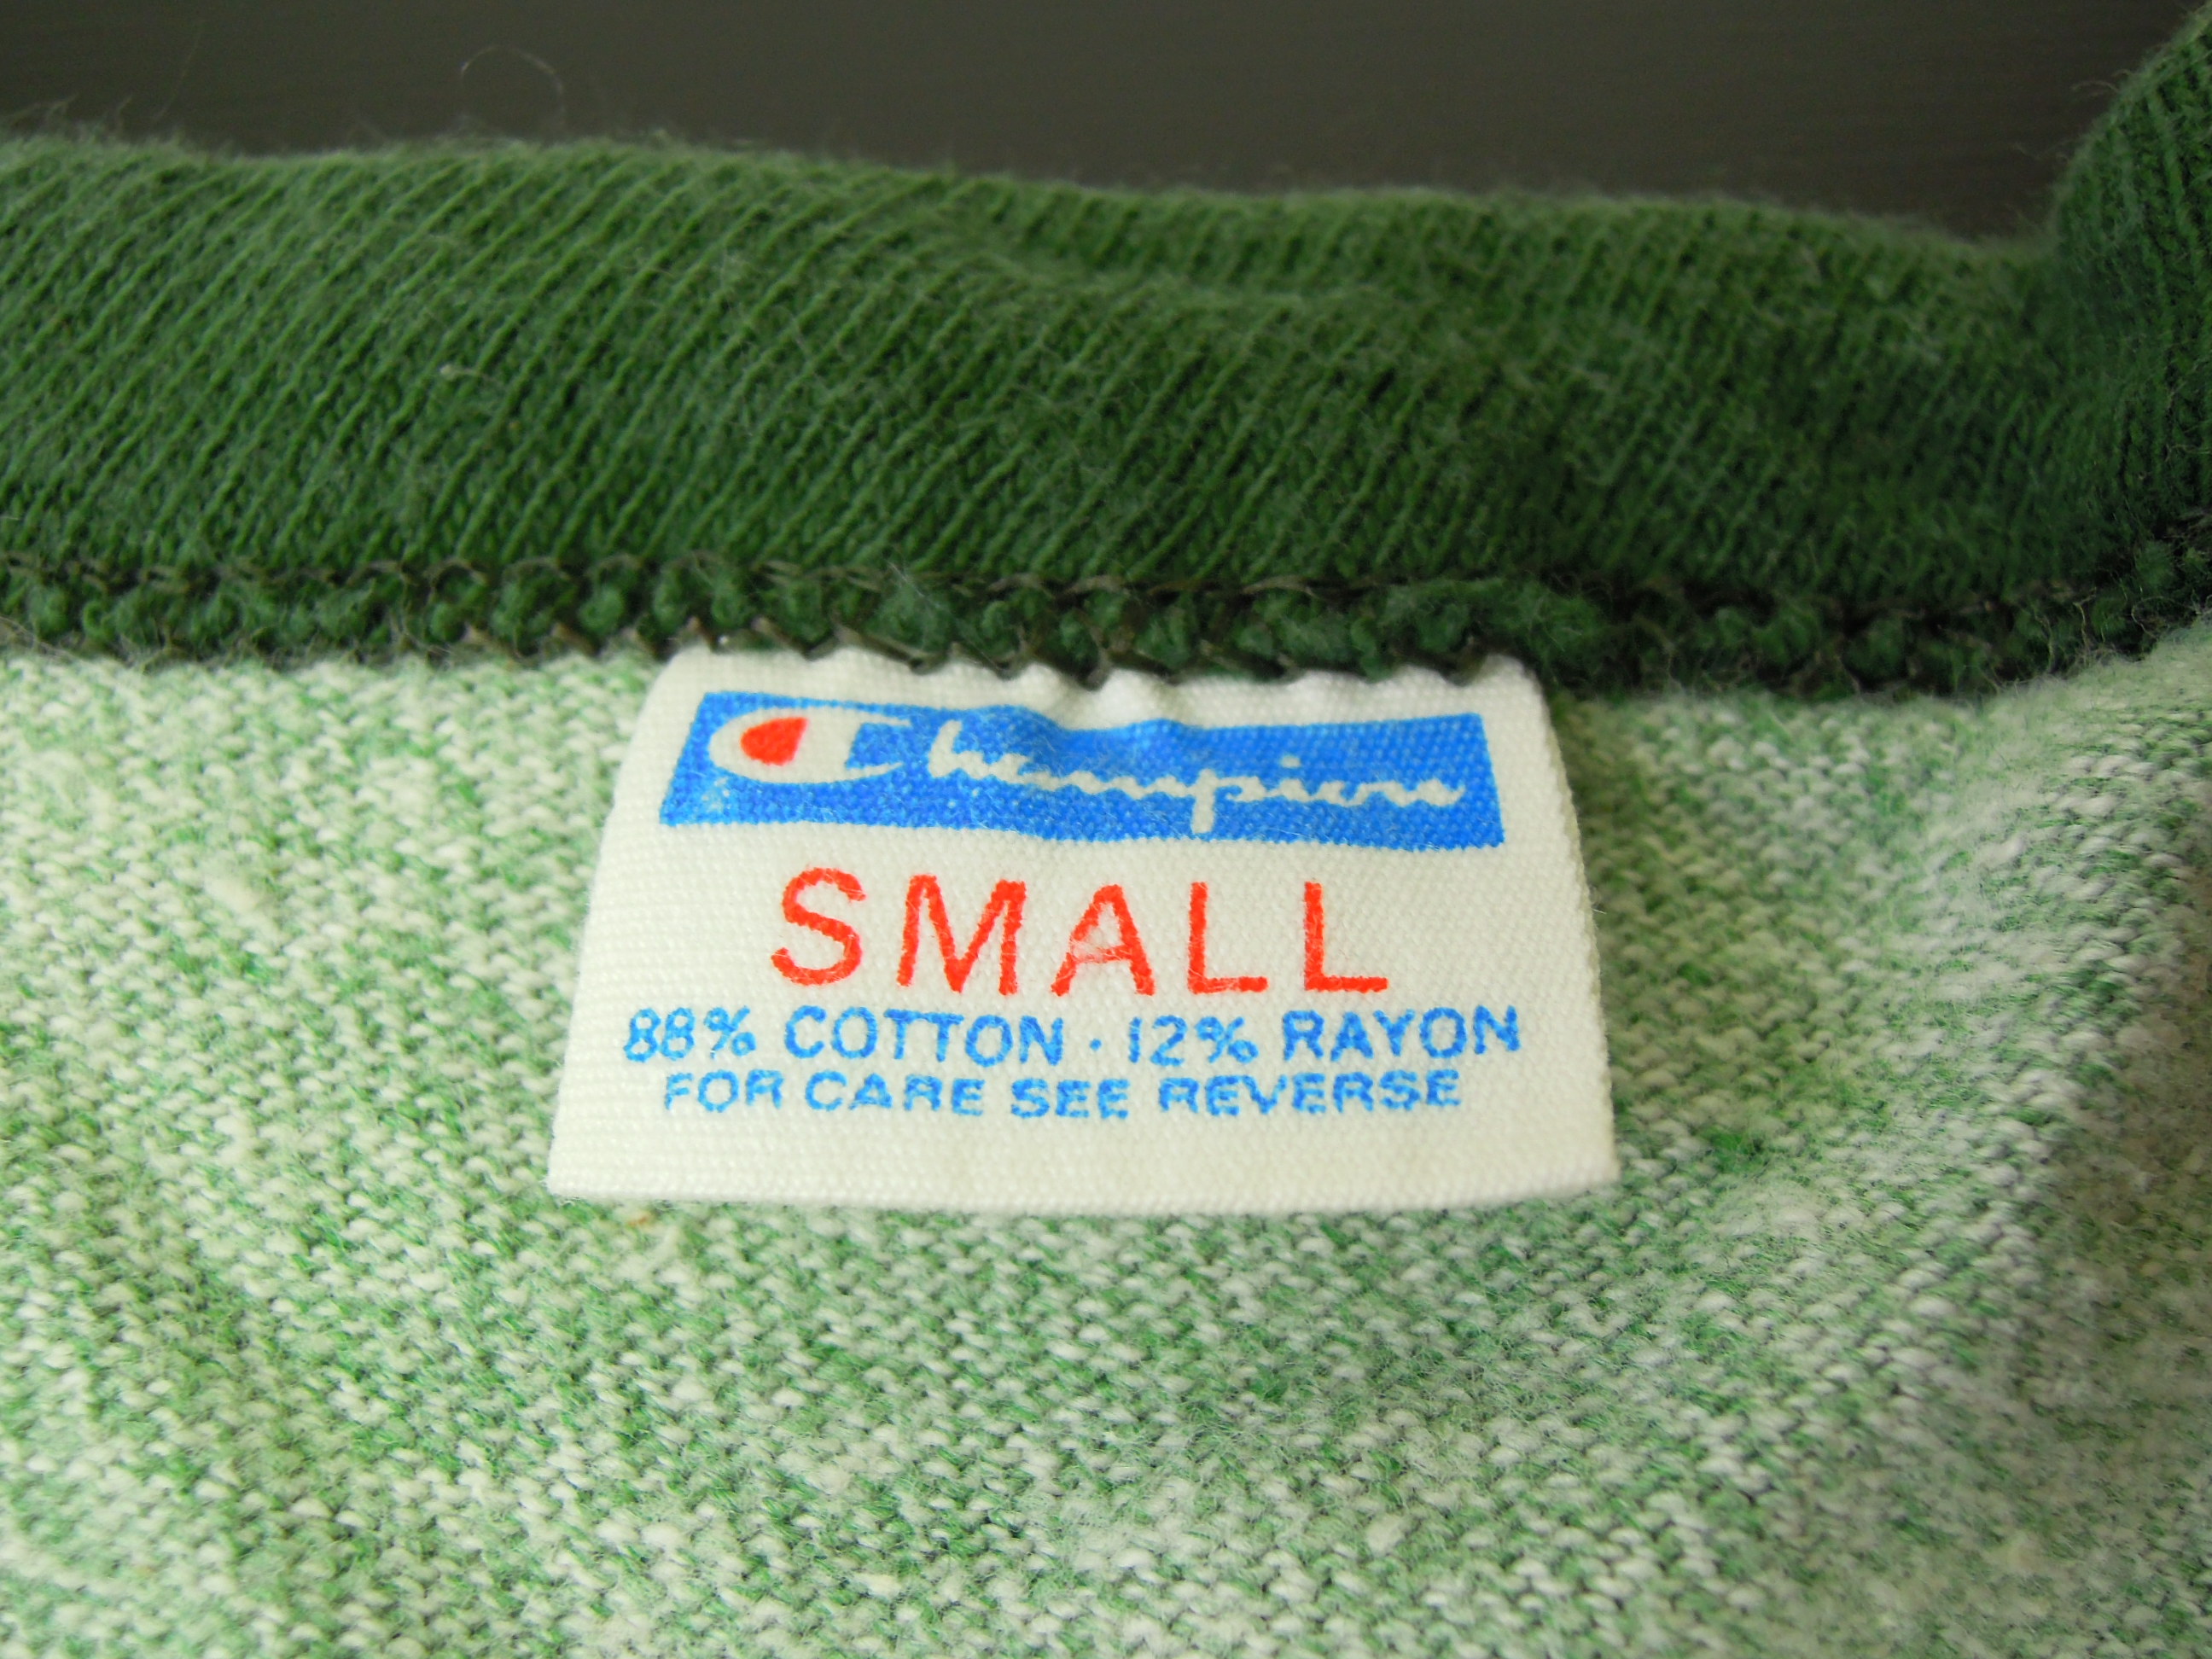 Champion
SMALL
88% COTTON · 12% RAYON
FOR CARE SEE REVERSE